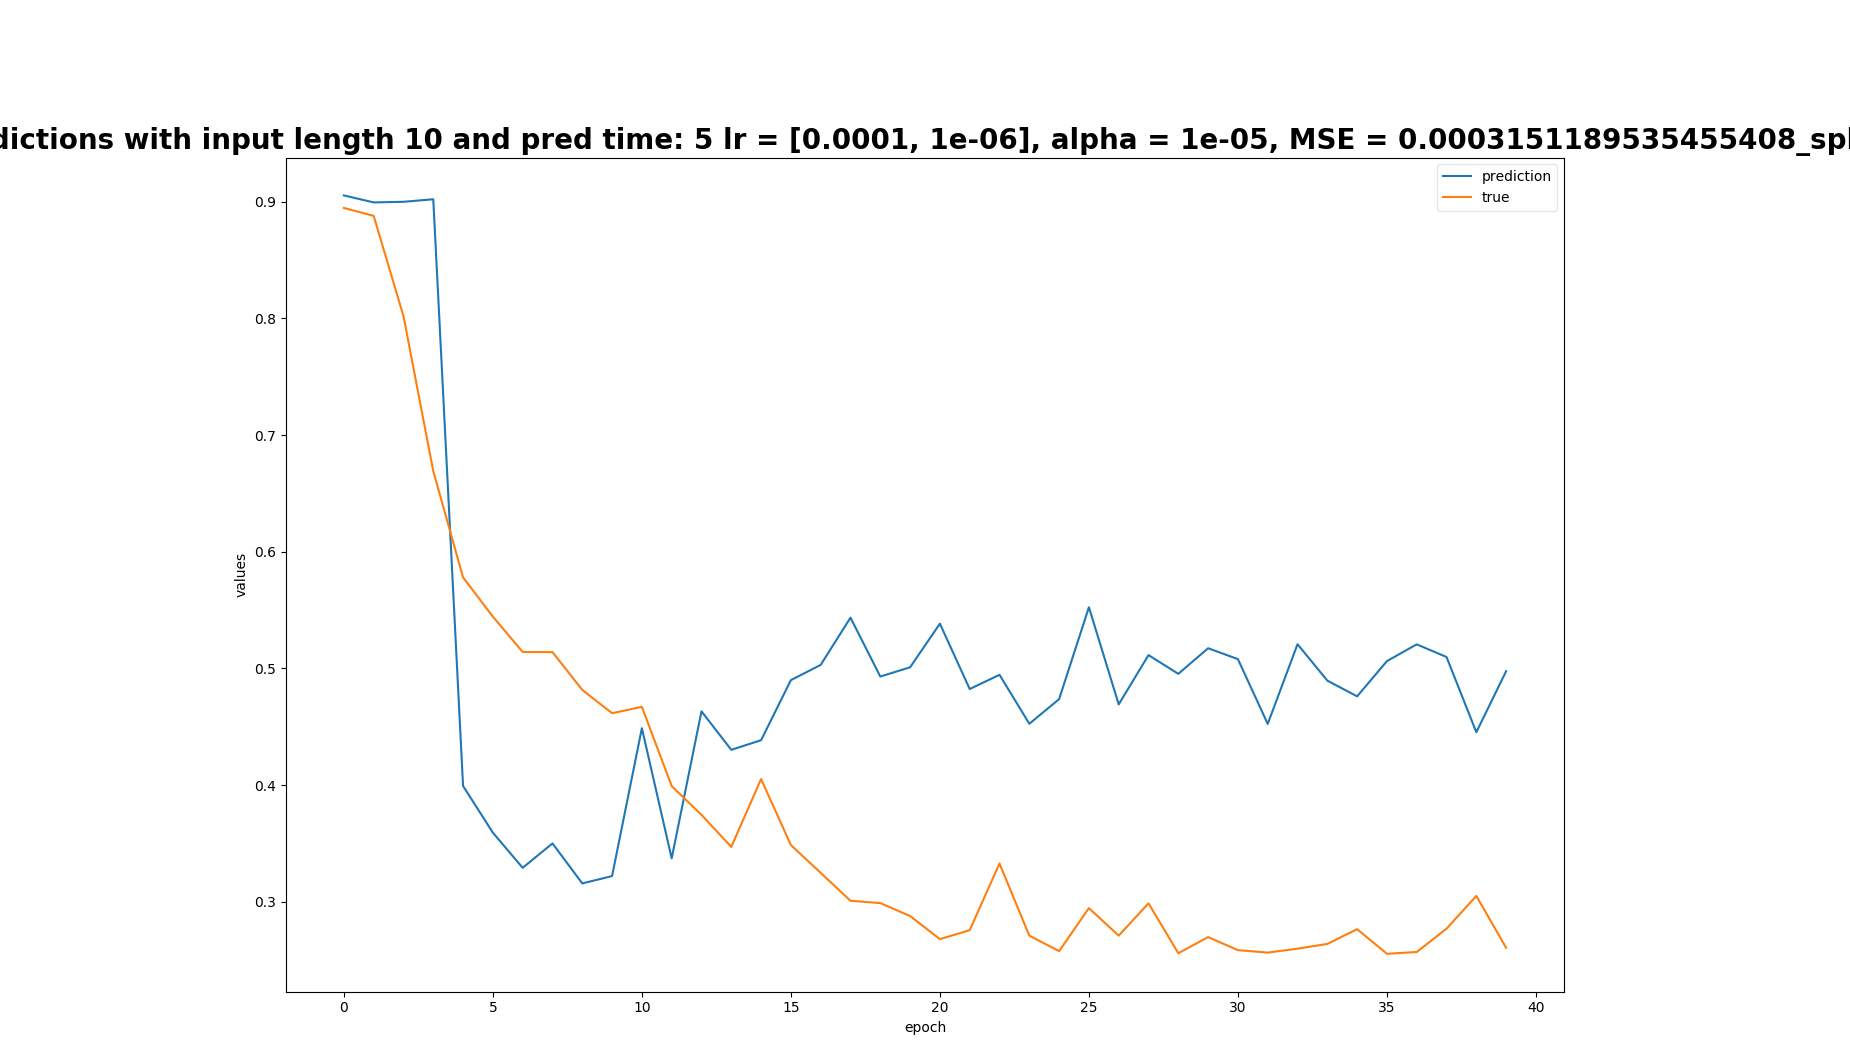 dictions with input length 10 and pred time: 5 lr = [0.0001, 1e-06], alpha = 1e-05, MSE = 0.0003151189535455408_spl
prediction
true
0.9
0.8
0.7
0.6
0.5
0.4
0.3
values
0 5 10 15 20 25 30 35 40
epoch